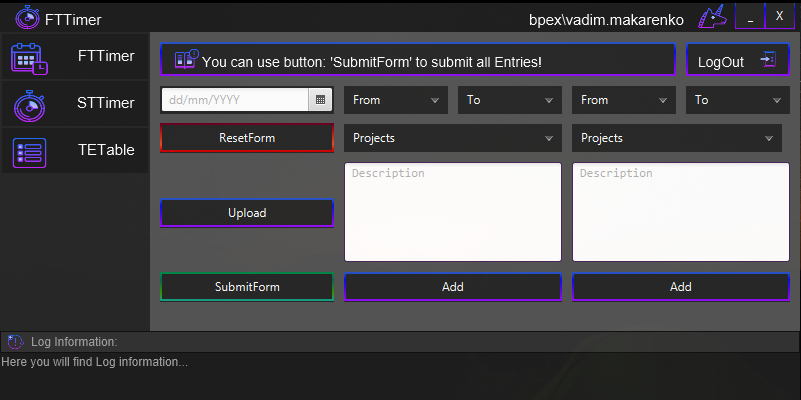 FTTimer
bpex\vadim.makarenko
_
X
FTTimer
STTimer
TETable
You can use button: 'SubmitForm' to submit all Entries!
LogOut
dd/mm/YYYY
From
To
From
To
ResetForm
Projects
Projects
Description
Description
Upload
SubmitForm
Add
Add
Log Information:
Here you will find Log information...